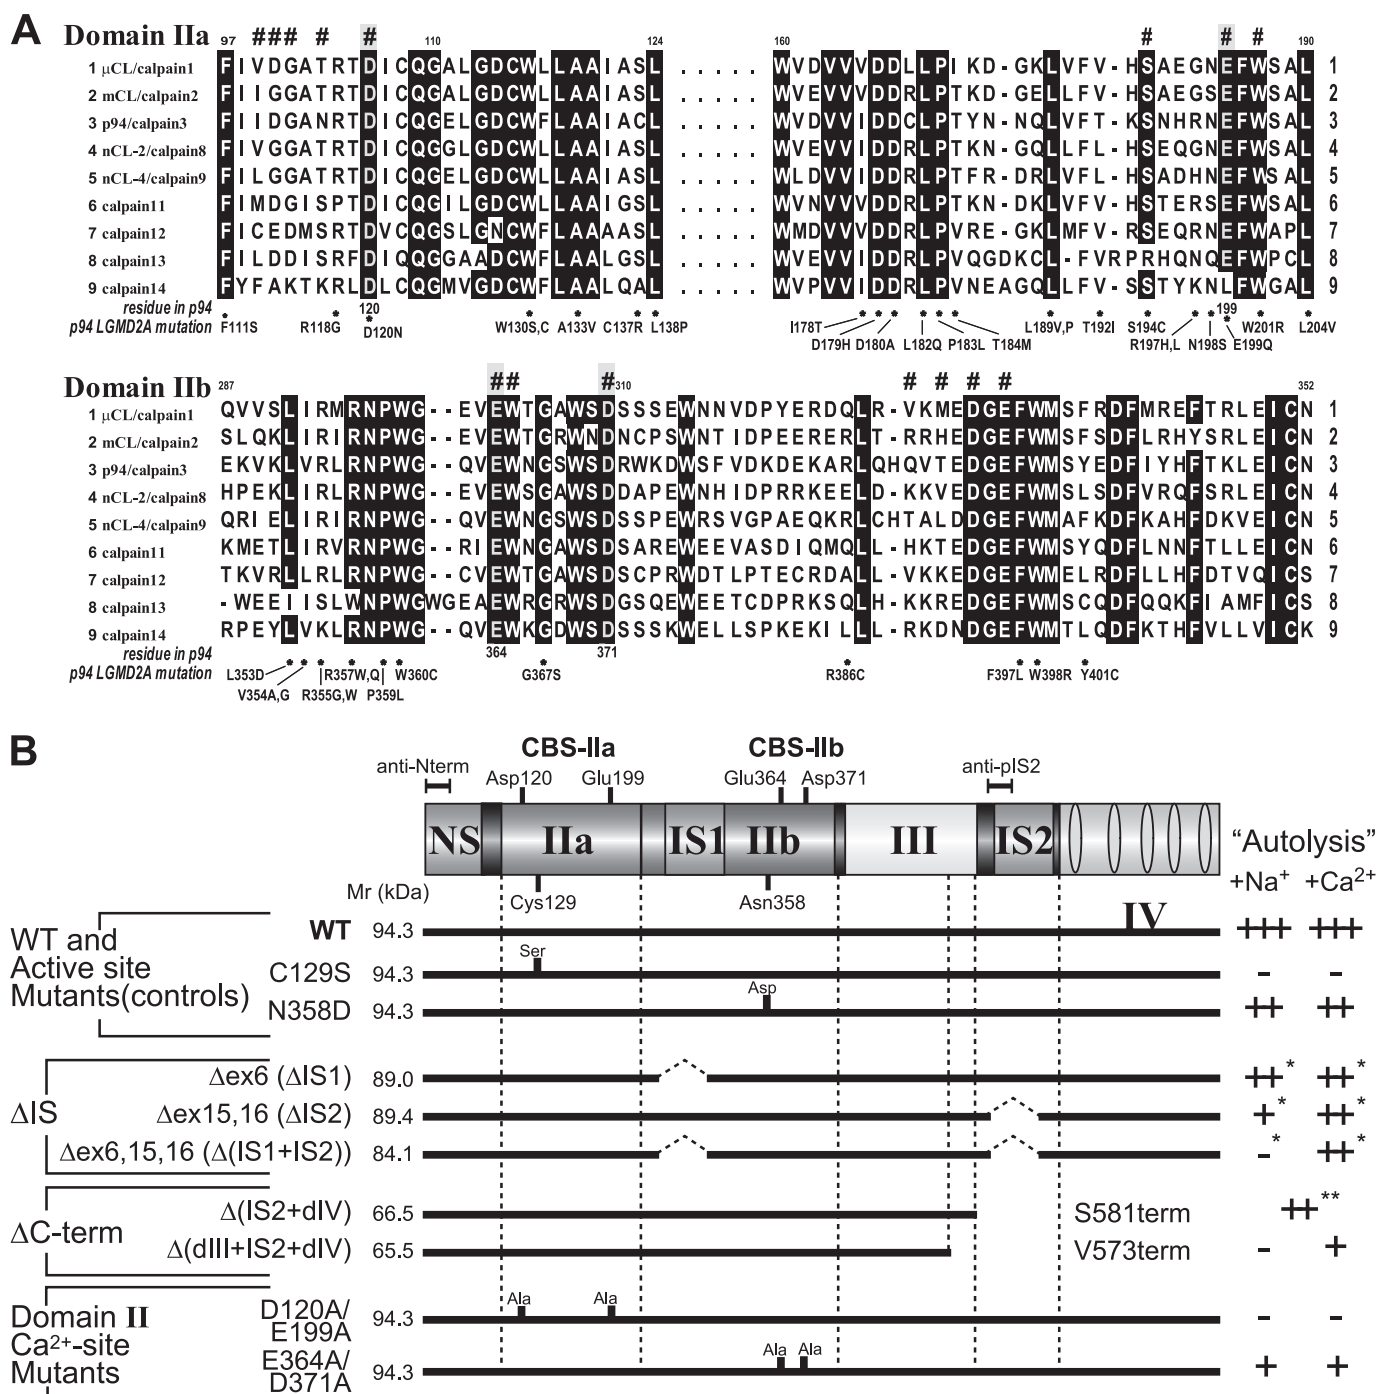 A
Domain IIa 97 # # # # # # 110 124 160 # # # 190
1 μCL/calpain1 FIVDGATRTDICQGALGDCWLLAAIASL.....WVDVVVDDLLPIKD-GKLVFV-HSAEGNEFWSAL 1
2 mCL/calpain2 FIIGGATRTDICQGALGDCWFLAAIASL.....WVEVVVDDRLPTKD-GELLFV-HSAEGSEFWSAL 2
3 p94/calpain3 FIIDGANRTDICQGELGDCWFLAAIACL.....WVDVVIDDCLPTYN-NQLVFT-KSNHRNEFWSAL 3
4 nCL-2/calpain8 FIVGGATRTDICQGGLGDCWLLAAIASL.....WVEVVIDDRLPTKN-GQLLFL-HSEQGNEFWSAL 4
5 nCL-4/calpain9 FILGGATRTDICQGELGDCWLLAAIASL.....WLDVVIDDRLPTFR-DRLVFL-HSADHNEFWSAL 5
6 calpain11 FIMDGISPTDICQGILGDCWLLAAIGSL.....WVNVVVDDRLPTKN-DKLVFV-HSTERSEFWSAL 6
7 calpain12 FICEDMSRTDVCQGSLGNCWFLAAAASL.....WMDVVVDDRLPVRE-GKLMFV-RSEQRNEFWAPL 7
8 calpain13 FILDDISRFDIQQGGAADCWFLAALGSL.....WVEVVIDDRLPVQGDKCL-FVRPRHQNQEFWPCL 8
9 calpain14 FYFAKTKRLDLCQGMVGDCWFLAALQAL.....WVPVVIDDRLPVNEAGQLVFV-SSTYKNLFWGAL 9
residue in p94 120 199
p94 LGMD2A mutation F111S R118G D120N W130S,C A133V C137R L138P I178T D179H D180A L182Q P183L T184M L189V,P T192I S194C R197H,L N198S E199Q W201R L204V
Domain IIb 287 ## # 310 # # # # 352
1 μCL/calpain1 QVVSLIRMRNPWG--EVEWTGAWSDSSSEWNNVDPYERDQLR-VKMEDGEFWMSFRDFMREFTRLEICN 1
2 mCL/calpain2 SLQKLIRIRNPWG--EVEWTGRWNDNCPSWNTIDPEERERLT-RRHEDGEFWMSFSDFLRHYSRLEICN 2
3 p94/calpain3 EKVKLVRLRNPWG--QVEWNGSWSDRWKDWSFVDKDEKARLQHQVTEDGEFWMSYEDFIYHFTKLEICN 3
4 nCL-2/calpain8 HPEKLIRLRNPWG--QVEWSGAWSDDAPEWNHIDPRRKEELD-KKVEDGEFWMSLSDFVRQFSRLEICN 4
5 nCL-4/calpain9 QRIELIRIRNPWG--QVEWNGSWSDSSPEWRSVGPAEQKRLCHTALDDGEFWMAFKDFKAHFDKVEICN 5
6 calpain11 KMETLIRVRNPWG--RIEWNGAWSDSAREWEEVASDIQMQLL-HKTEDGEFWMSYQDFLNNFTLLEICN 6
7 calpain12 TKVRLLRLRNPWG--CVEWTGAWSDSCPRWDTLPTECRDALL-VKKEDGEFWMELRDFLLHFDTVQICS 7
8 calpain13 -WEEIISLWNPWGWGEAEWRGRWSDGSQEWEETCDPRKSQLH-KKREDGEFWMSCQDFQQKFIAMFICS 8
9 calpain14 RPEYLVKLRNPWG--QVEWKGDWSDSSSKWELLSPKEKILLL-RKDNDGEFWMTLQDFKTHFVLLVICK 9
residue in p94 364 371
p94 LGMD2A mutation L353D V354A,G R355G,W R357W,Q P359L W360C G367S R386C F397L W398R Y401C
B
CBS-IIa CBS-IIb
anti-Nterm Asp120 Glu199 Glu364 Asp371 anti-pIS2
NS IIa IS1 IIb III IS2
"Autolysis"
+Na⁺ +Ca²⁺
Mr (kDa) Cys129 Asn358 IV
WT and Active site Mutants(controls)
WT 94.3 +++ +++
C129S 94.3 Ser - -
N358D 94.3 Asp ++ ++
ΔIS
Δex6 (ΔIS1) 89.0 ++* ++*
Δex15,16 (ΔIS2) 89.4 +* ++*
Δex6,15,16 (Δ(IS1+IS2)) 84.1 -* ++*
ΔC-term
Δ(IS2+dIV) 66.5 S581term ++**
Δ(dIII+IS2+dIV) 65.5 V573term - +
Domain II Ca²⁺-site Mutants
D120A/E199A 94.3 Ala Ala - -
E364A/D371A 94.3 Ala Ala + +